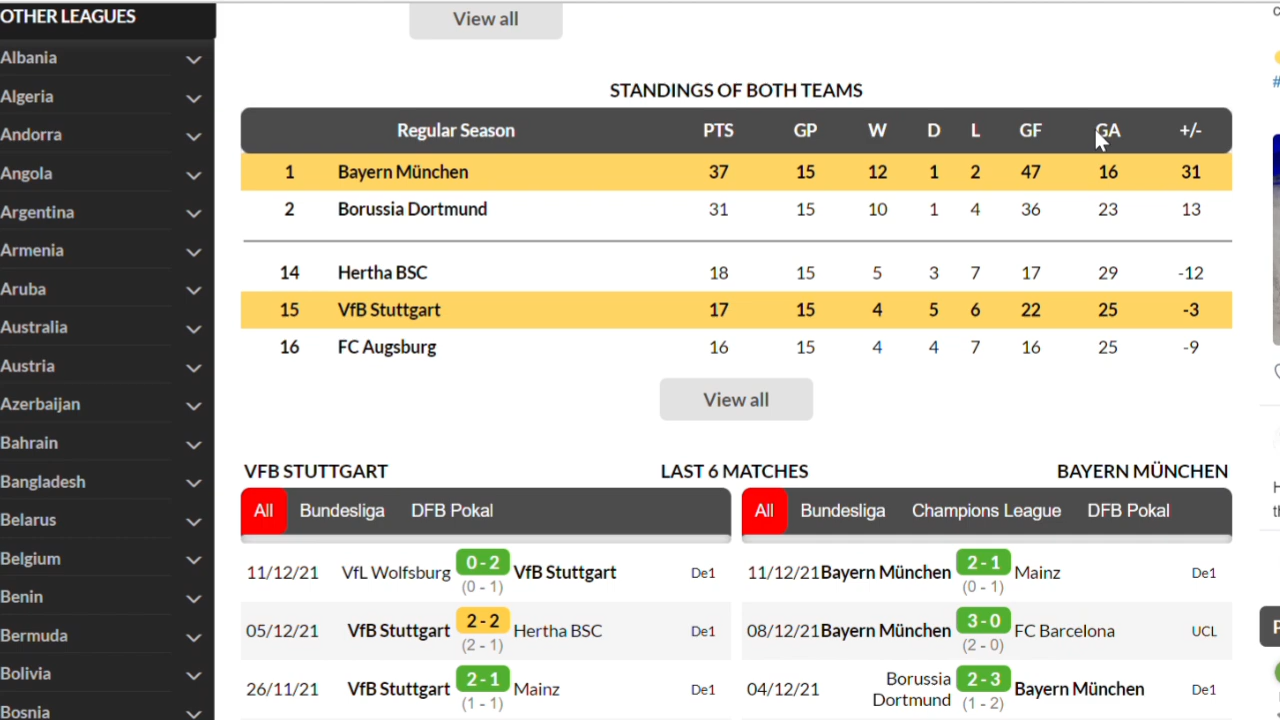 OTHER LEAGUES
Albania
Algeria
Andorra
Angola
Argentina
Armenia
Aruba
Australia
Austria
Azerbaijan
Bahrain
Bangladesh
Belarus
Belgium
Benin
Bermuda
Bolivia
Bosnia
View all
STANDINGS OF BOTH TEAMS
Regular Season PTS GP W D L GF GA +/-
1 Bayern München 37 15 12 1 2 47 16 31
2 Borussia Dortmund 31 15 10 1 4 36 23 13
14 Hertha BSC 18 15 5 3 7 17 29 -12
15 VfB Stuttgart 17 15 4 5 6 22 25 -3
16 FC Augsburg 16 15 4 4 7 16 25 -9
View all
VFB STUTTGART LAST 6 MATCHES BAYERN MÜNCHEN
All Bundesliga DFB Pokal
11/12/21 VfL Wolfsburg 0 - 2 VfB Stuttgart De1
(0 - 1)
05/12/21 VfB Stuttgart 2 - 2 Hertha BSC De1
(2 - 1)
26/11/21 VfB Stuttgart 2 - 1 Mainz De1
(1 - 1)
All Bundesliga Champions League DFB Pokal
11/12/21 Bayern München 2 - 1 Mainz De1
(0 - 1)
08/12/21 Bayern München 3 - 0 FC Barcelona UCL
(2 - 0)
04/12/21 Borussia Dortmund 2 - 3 Bayern München De1
(1 - 2)